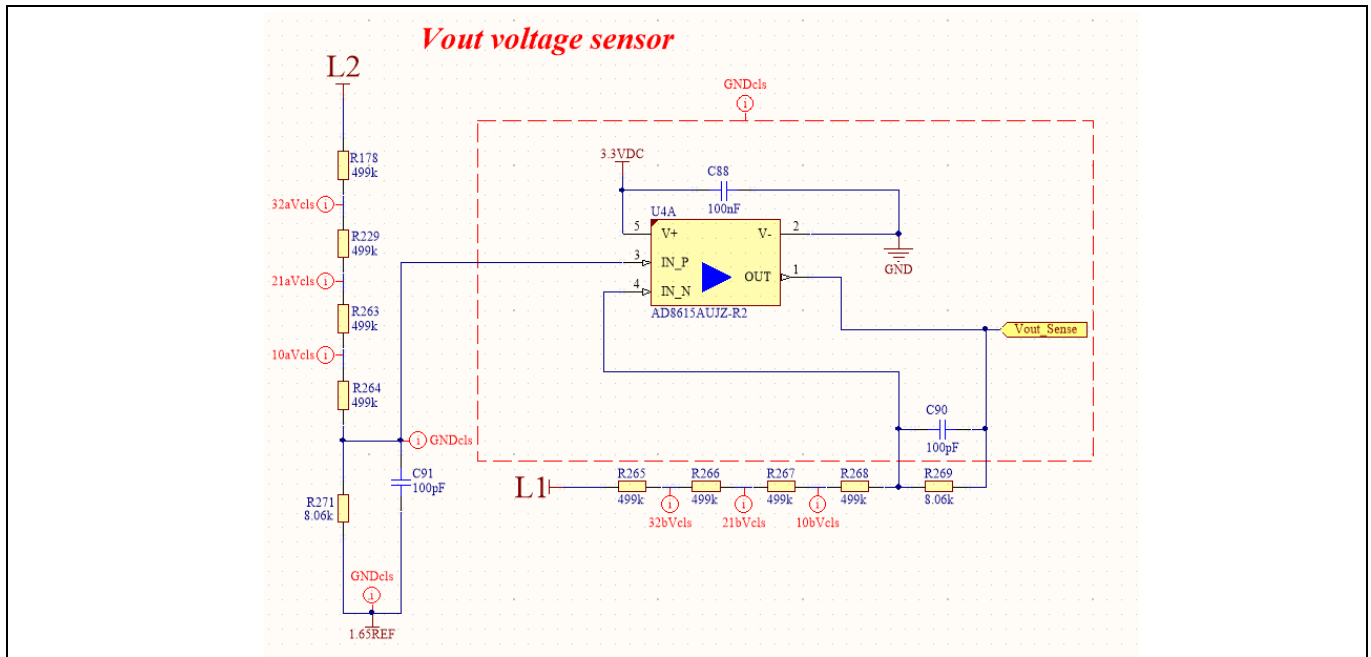 Vout voltage sensor
L2
GNDcls
i
3.3VDC
C88
100nF
R178
499k
32aVcls i
U4A
5 V+ V- 2
R229
499k
3 IN_P
GND
21aVcls i
4 IN_N OUT 1
AD8615AUJZ-R2
R263
499k
Vout_Sense
10aVcls i
R264
499k
C90
100pF
i GNDcls
C91
100pF
R271
8.06k
L1
R265 R266 R267 R268 R269
499k 499k 499k 499k 8.06k
i i i
32bVcls 21bVcls 10bVcls
GNDcls
i
1.65REF